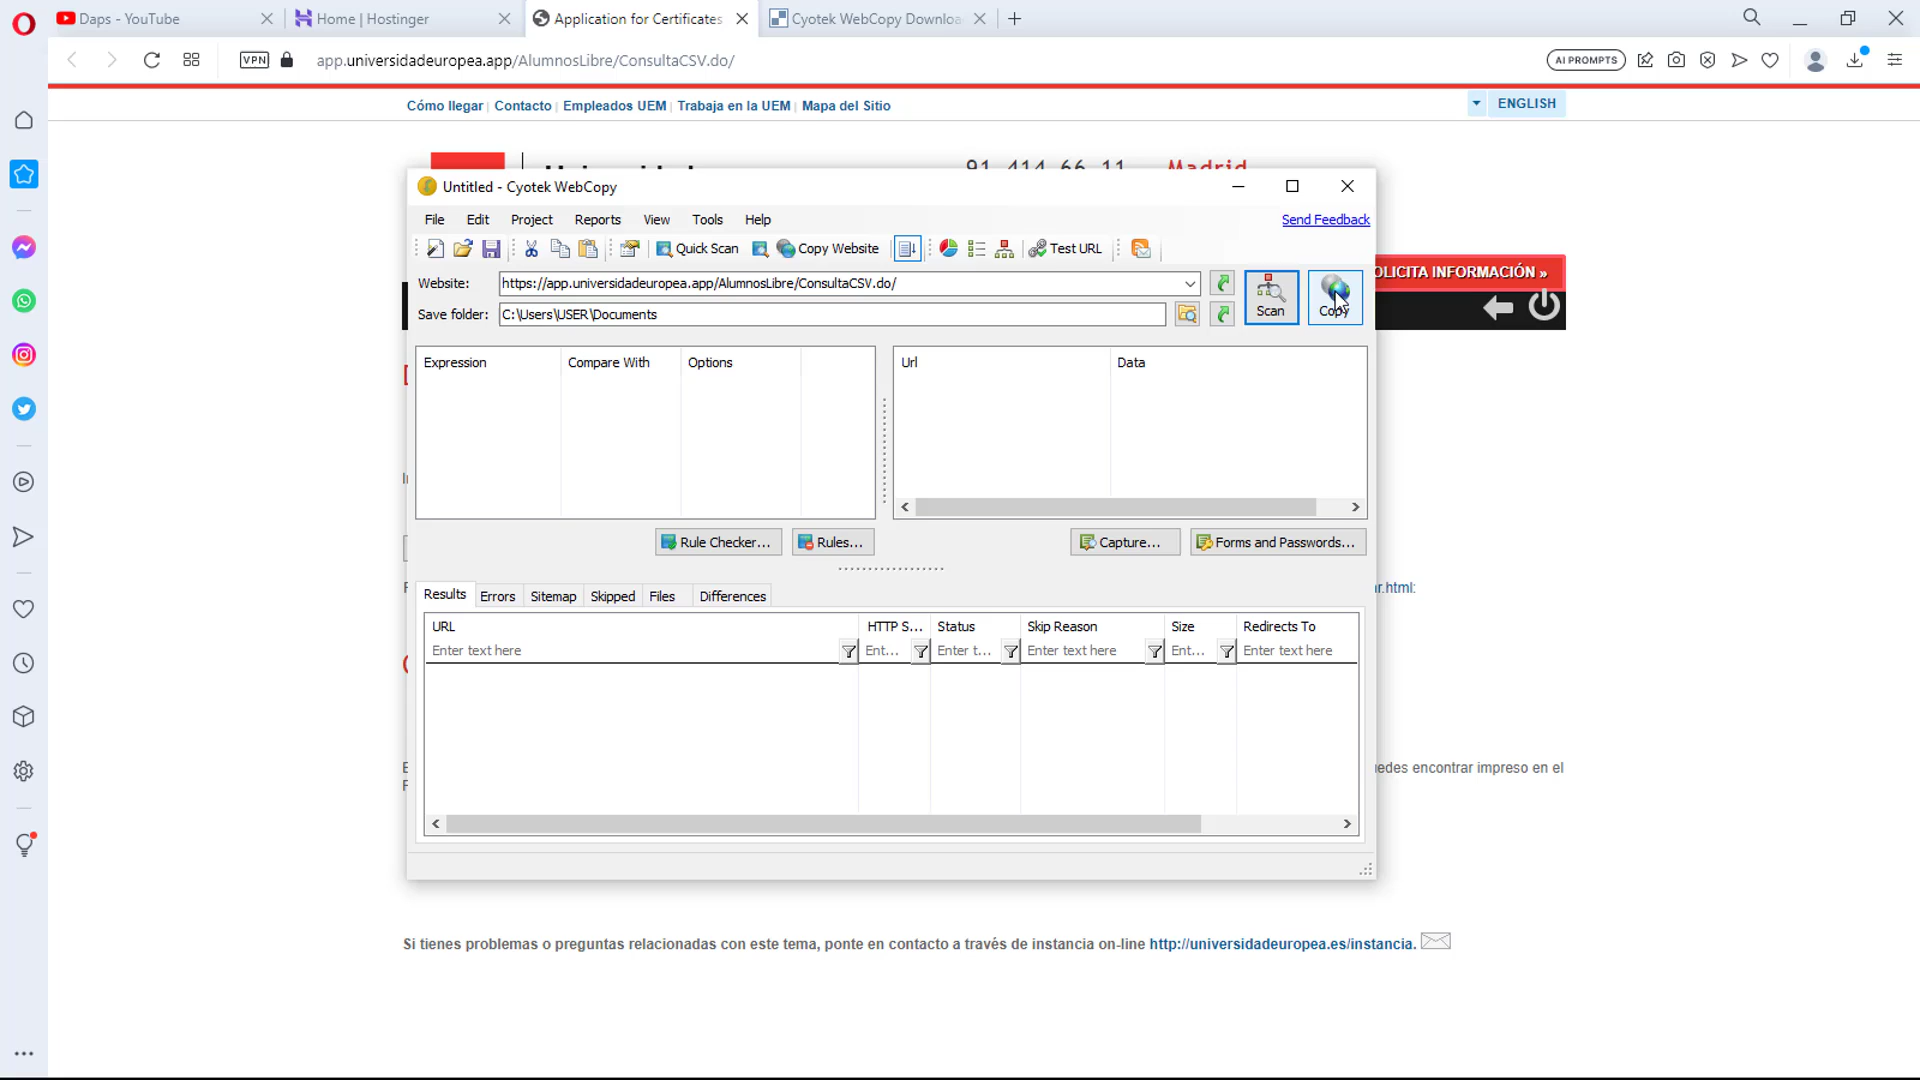 Daps - YouTube
Home | Hostinger
Application for Certificates
Cyotek WebCopy Downloa
VPN
app.universidadeuropea.app/AlumnosLibre/ConsultaCSV.do/
AI PROMPTS
Cómo llegar | Contacto | Empleados UEM | Trabaja en la UEM | Mapa del Sitio
ENGLISH
91 414 66 11 Madrid
Untitled - Cyotek WebCopy
File Edit Project Reports View Tools Help
Send Feedback
Quick Scan
Copy Website
Test URL
Website: https://app.universidadeuropea.app/AlumnosLibre/ConsultaCSV.do/
Save folder: C:\Users\USER\Documents
Scan
Copy
OLICITA INFORMACIÓN »
Expression Compare With Options
Url Data
Rule Checker...
Rules...
Capture...
Forms and Passwords...
r.html:
Results Errors Sitemap Skipped Files Differences
URL HTTP S... Status Skip Reason Size Redirects To
Enter text here Ent... Enter t... Enter text here Ent... Enter text here
edes encontrar impreso en el
Si tienes problemas o preguntas relacionadas con este tema, ponte en contacto a través de instancia on-line http://universidadeuropea.es/instancia.